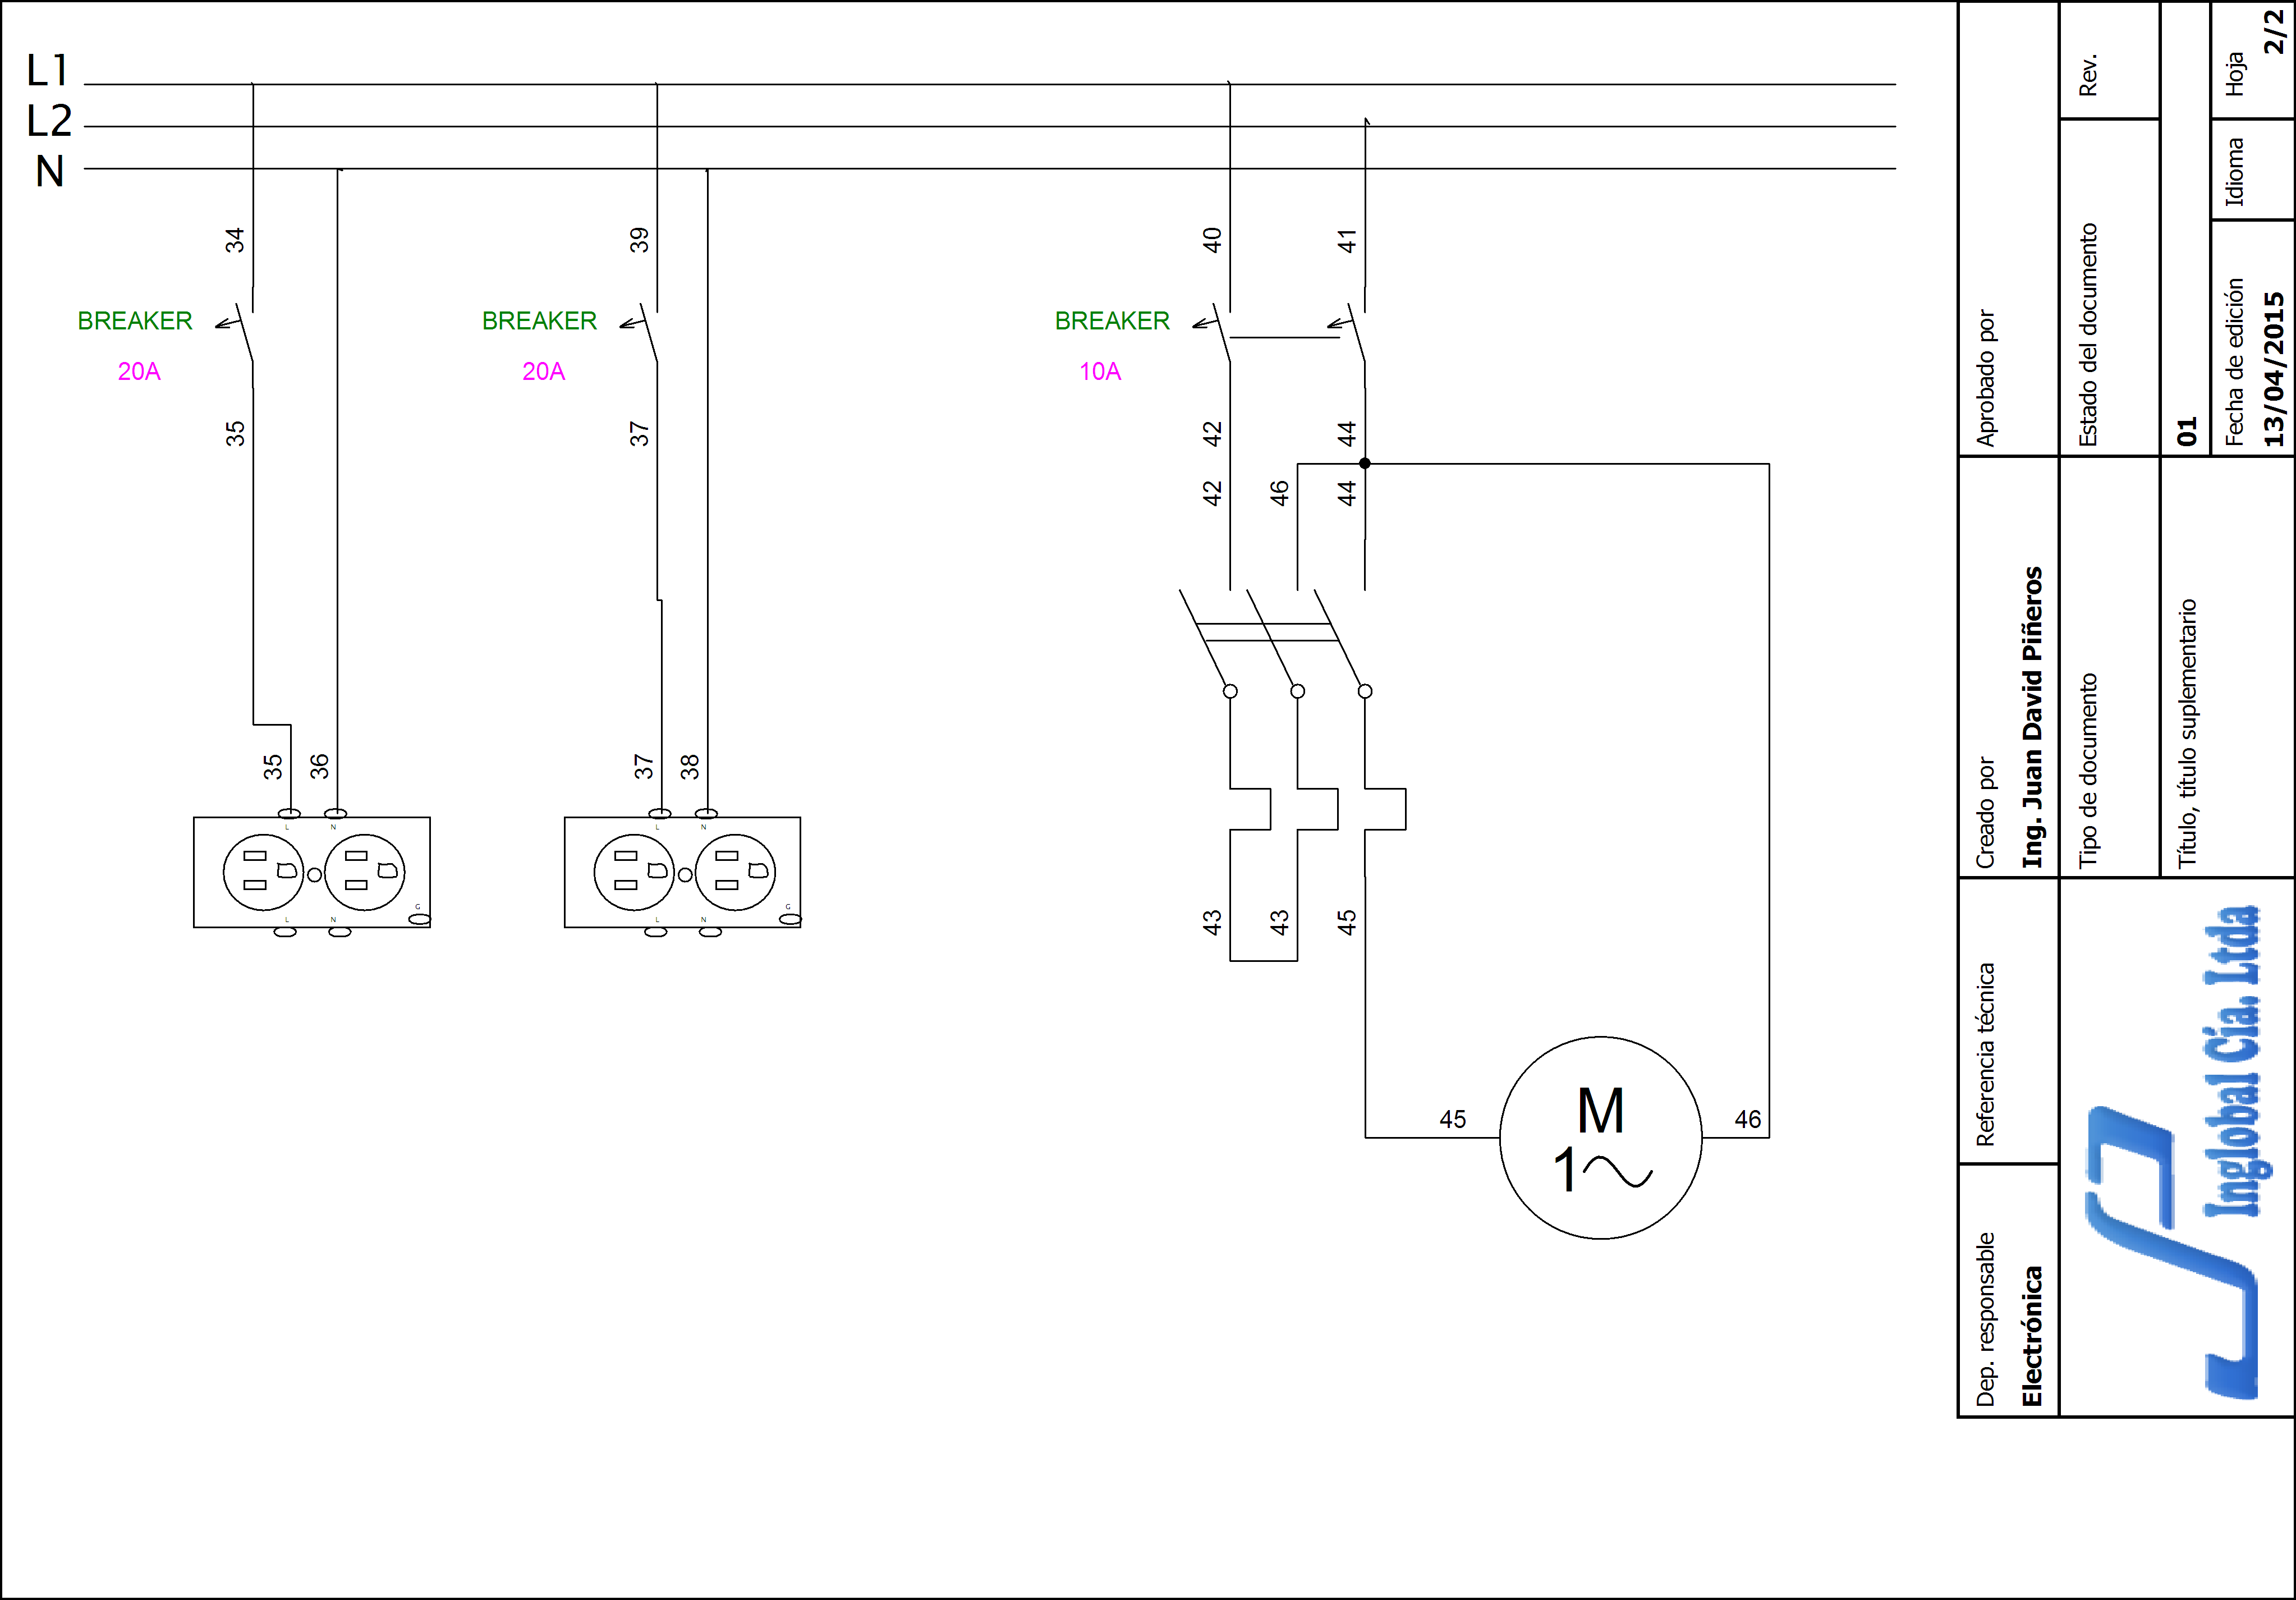 L1
L2
N
34
39
40
41
BREAKER
BREAKER
BREAKER
20A
20A
10A
35
37
42
44
42
46
44
35
36
37
38
L
N
L
N
G
G
L
N
L
N
43
43
45
45
46
M
1
Dep. responsable
Electrónica
Referencia técnica
Creado por
Ing. Juan David Piñeros
Aprobado por
Inglobal Cía. Ltda
Tipo de documento
Estado del documento
Rev.
Título, título suplementario
01
Fecha de edición
13/04/2015
Idioma
Hoja
2/2